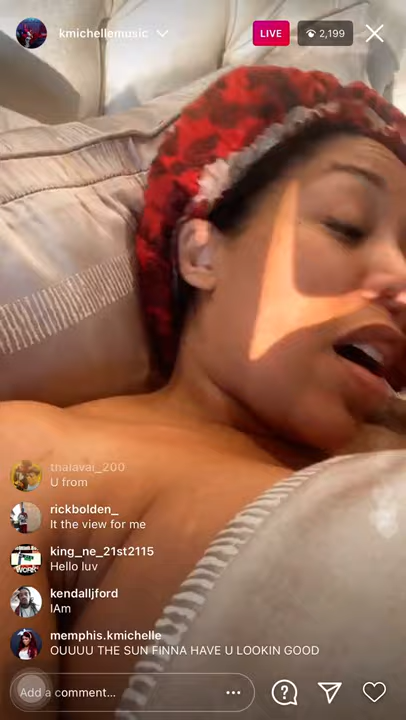 kmichellemusic
LIVE
2,199
thalavai_200
U from
rickbolden_
It the view for me
king_ne_21st2115
Hello luv
WORK
kendalljford
IAm
memphis.kmichelle
OUUUU THE SUN FINNA HAVE U LOOKIN GOOD
Add a comment...